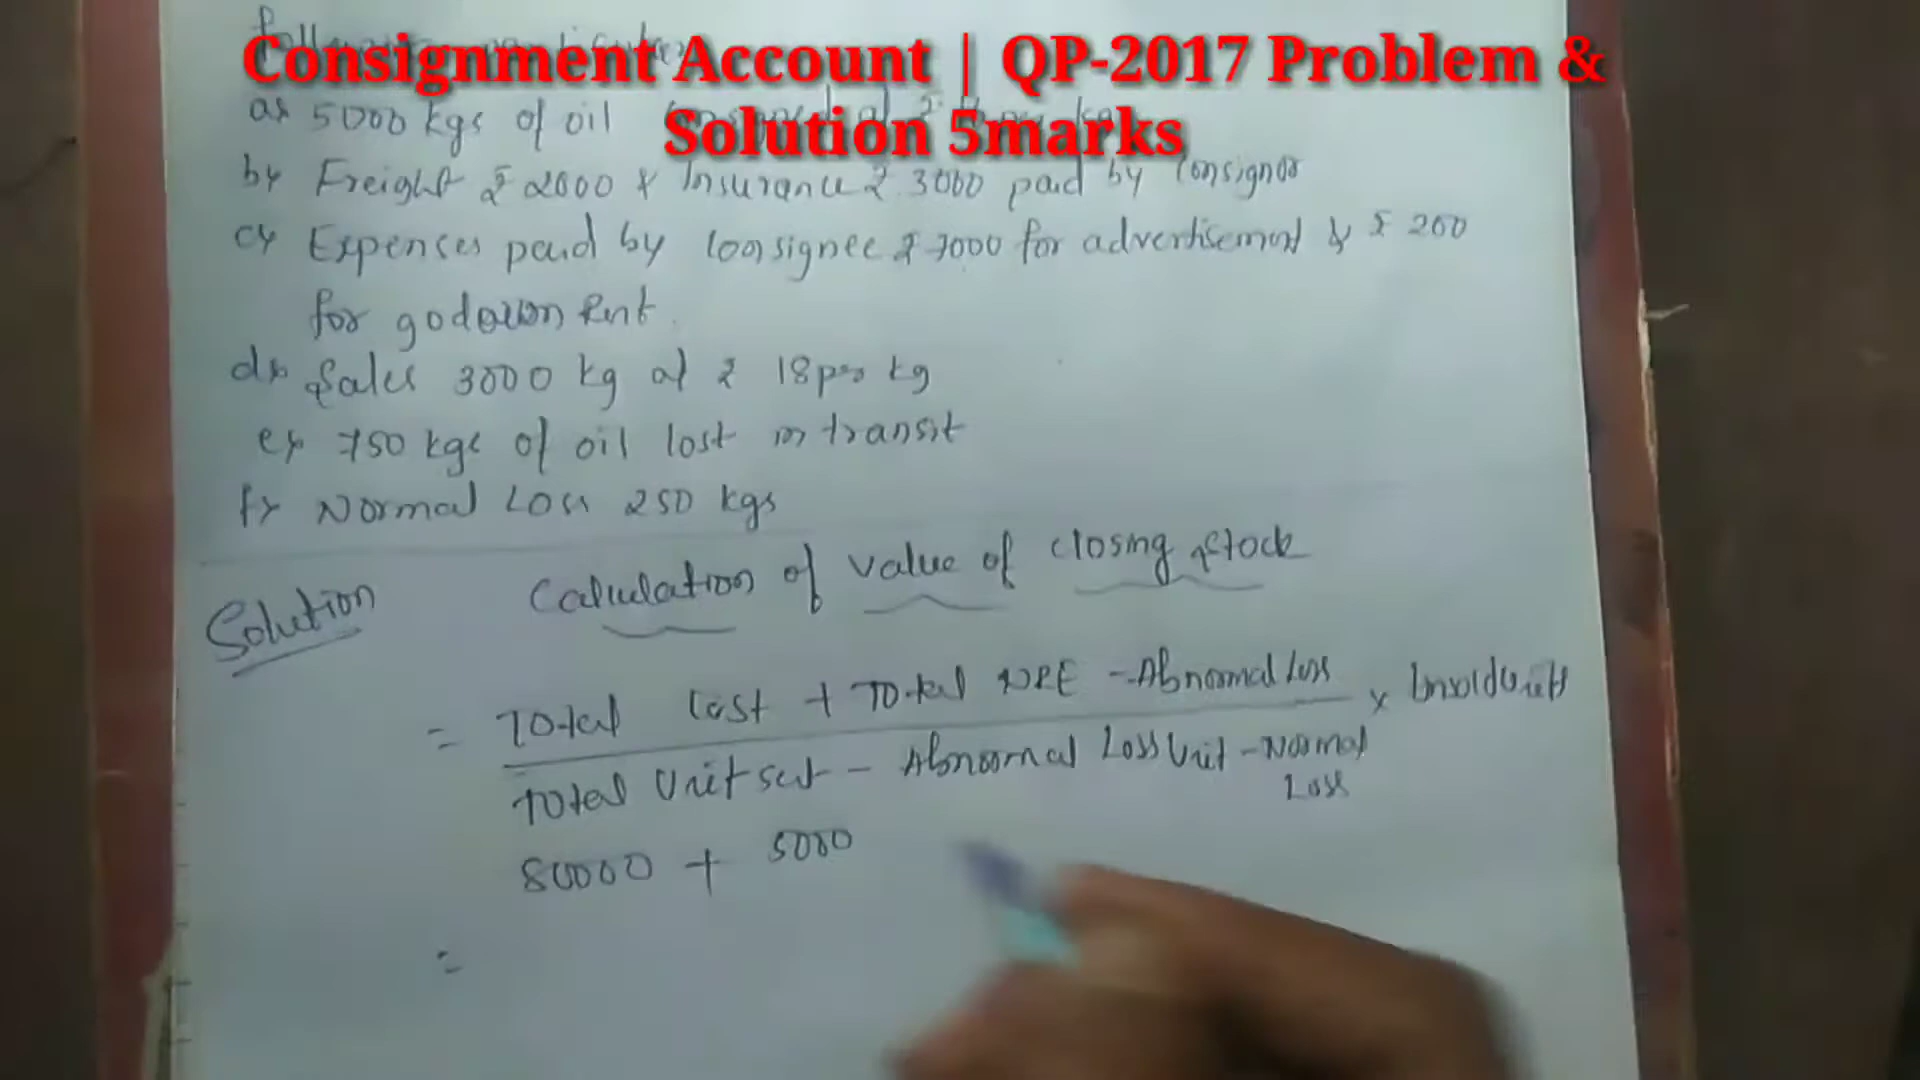 Consignment Account | QP-2017 Problem &
Solution 5marks
a) 5000 kgs of oil
b) Freight ₹ 2000 & Insurance ₹ 3000 paid by Consignor
c) Expenses paid by Consignee ₹ 7000 for advertisement & ₹ 200
for godown Rent
d) Sales 3000 kg at ₹ 18 per kg
e) 750 kgs of oil lost in transit
f) Normal Loss 250 kgs
Solution Calculation of value of closing stock
= Total Cost + Total NRE - Abnormal Loss x Unsold Units
Total Unit - Abnormal Loss Unit - Normal
Loss
80000 + 5000
=